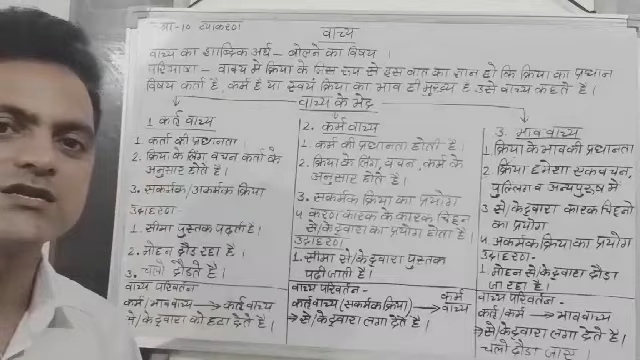 क्षा-10 व्याकरण
वाच्य
वाच्य का शाब्दिक अर्थ – बोलने का विषय ।
परिभाषा – वाक्य मे क्रिया के जिस रूप से इस बात का ज्ञान हो कि क्रिया का प्रधान
विषय कर्ता है, कर्म है या स्वयं क्रिया का भाव ही मुख्य है उसे वाच्य कहते है।
वाच्य के भेद
1. कर्तृ वाच्य
1. कर्ता की प्रधानता
2. क्रिया के लिंग वचन कर्ता के
अनुसार होते है।
3. सकर्मक/अकर्मक क्रिया
उदाहरण
1. सीमा पुस्तक पढ़ती है।
2. मोहन दौड़ रहा है।
3. चलो दौड़ते है।
वाच्य परिवर्तन
कर्म/भाववाच्य → कर्तृवाच्य
से/के द्वारा को हटा देते है।
2. कर्म वाच्य
1. कर्म की प्रधानता होती है।
2. क्रिया के लिंग, वचन, कर्म के
अनुसार होते है।
3. सकर्मक क्रिया का प्रयोग
4 करण कारक के कारक चिह्न
से/के द्वारा का प्रयोग होता है।
उदाहरण
1. सीमा से/के द्वारा पुस्तक
पढ़ी जाती है।
वाच्य परिवर्तन-
कर्तृवाच्य (सकर्मक क्रिया) → कर्म वाच्य
→ से/के द्वारा लगा देते है।
3. भाव वाच्य
1 क्रिया के भाव की प्रधानता
2. क्रिया हमेशा एकवचन,
पुल्लिंग व अन्यपुरूष में
3 से/के द्वारा कारक चिहनो
का प्रयोग
4 अकर्मक क्रिया का प्रयोग
उदाहरण-
1. मोहन से/के द्वारा दौड़ा
जा रहा है।
वाच्य परिवर्तन-
कर्तृ/कर्म → भाववाच्य
→ से/के द्वारा लगा देते है।
चलो दौड़ा जाए।